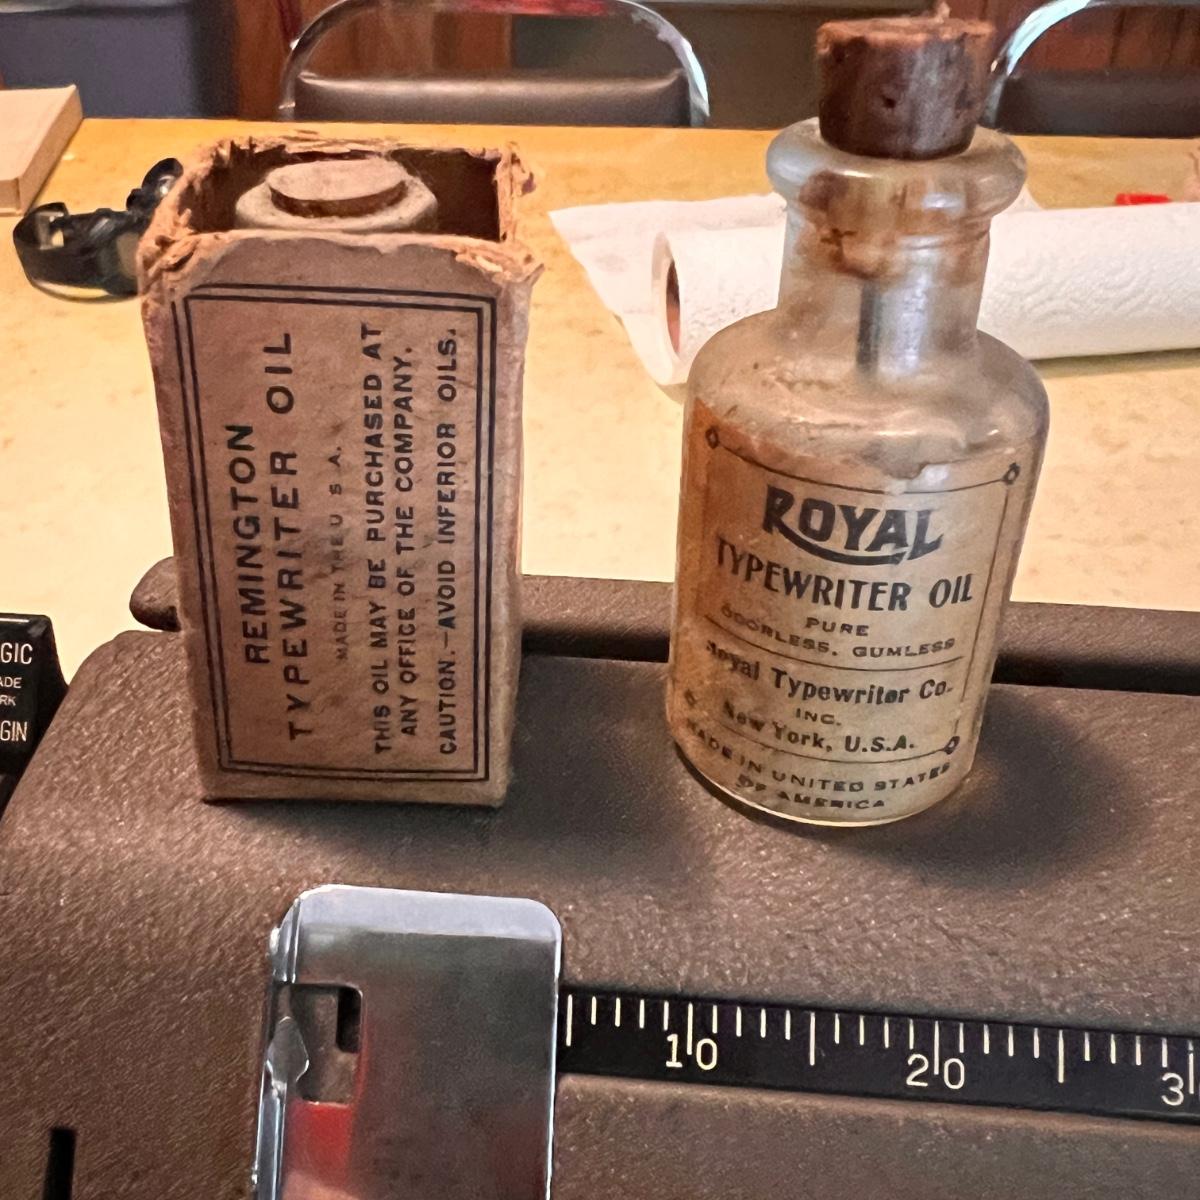 REMINGTON
TYPEWRITER OIL
MADE IN THE U. S. A.
THIS OIL MAY BE PURCHASED AT
ANY OFFICE OF THE COMPANY.
CAUTION.—AVOID INFERIOR OILS.
ROYAL
TYPEWRITER OIL
PURE
ODORLESS. GUMLESS
Royal Typewriter Co.
INC.
New York, U.S.A.
MADE IN UNITED STATES
OF AMERICA
GIC
ADE
RK
GIN
10 20 3